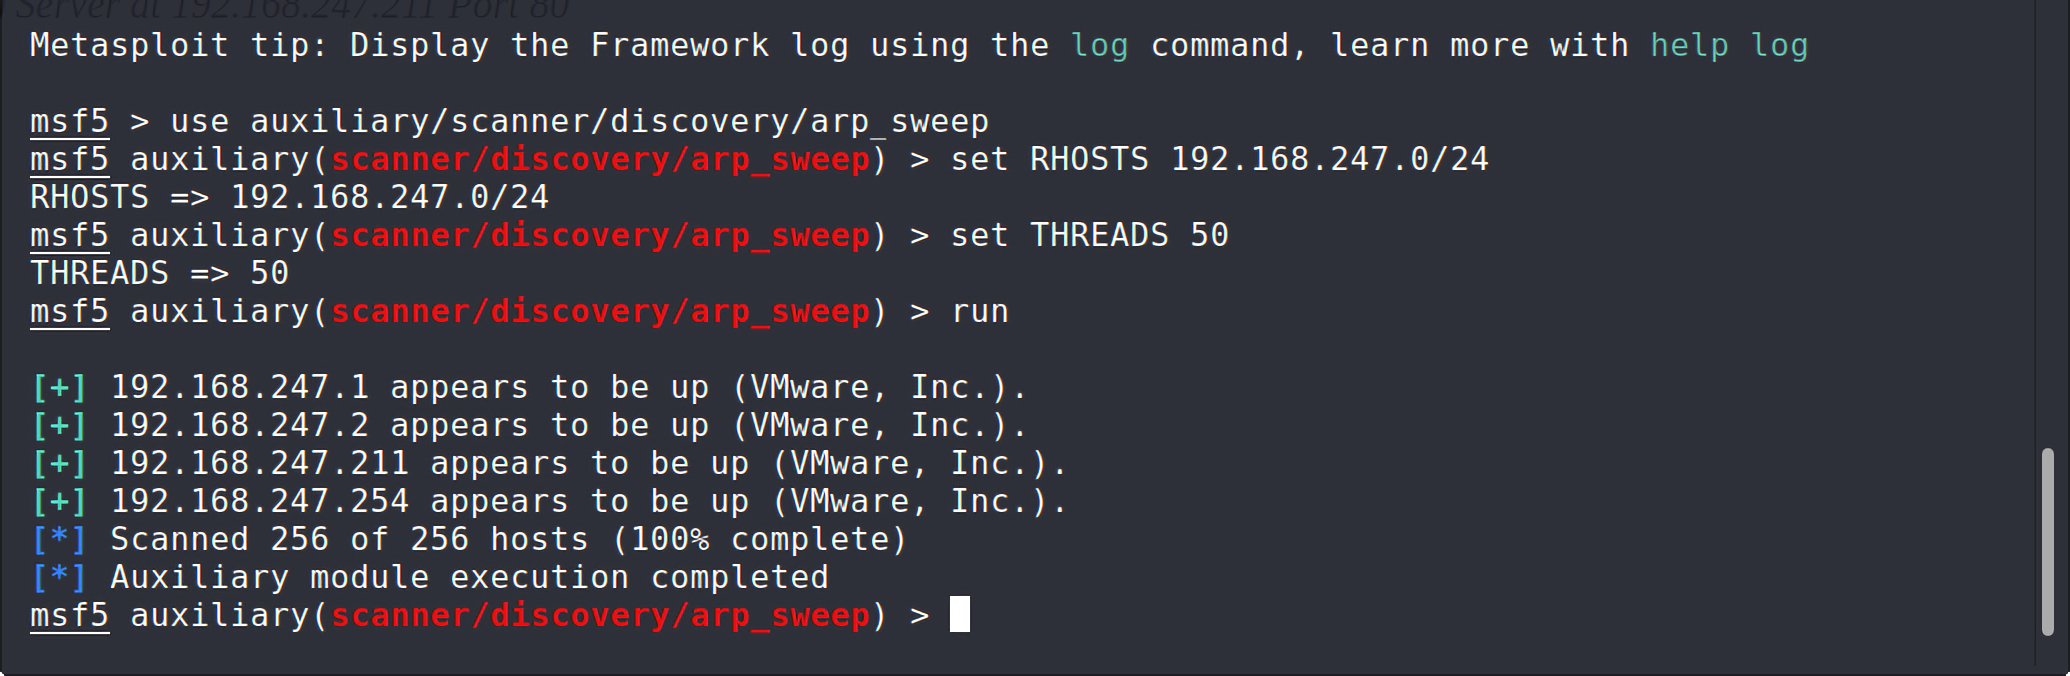 Server at 192.168.247.211 Port 80
Metasploit tip: Display the Framework log using the log command, learn more with help log
msf5 > use auxiliary/scanner/discovery/arp_sweep
msf5 auxiliary(scanner/discovery/arp_sweep) > set RHOSTS 192.168.247.0/24
RHOSTS => 192.168.247.0/24
msf5 auxiliary(scanner/discovery/arp_sweep) > set THREADS 50
THREADS => 50
msf5 auxiliary(scanner/discovery/arp_sweep) > run
[+] 192.168.247.1 appears to be up (VMware, Inc.).
[+] 192.168.247.2 appears to be up (VMware, Inc.).
[+] 192.168.247.211 appears to be up (VMware, Inc.).
[+] 192.168.247.254 appears to be up (VMware, Inc.).
[*] Scanned 256 of 256 hosts (100% complete)
[*] Auxiliary module execution completed
msf5 auxiliary(scanner/discovery/arp_sweep) >